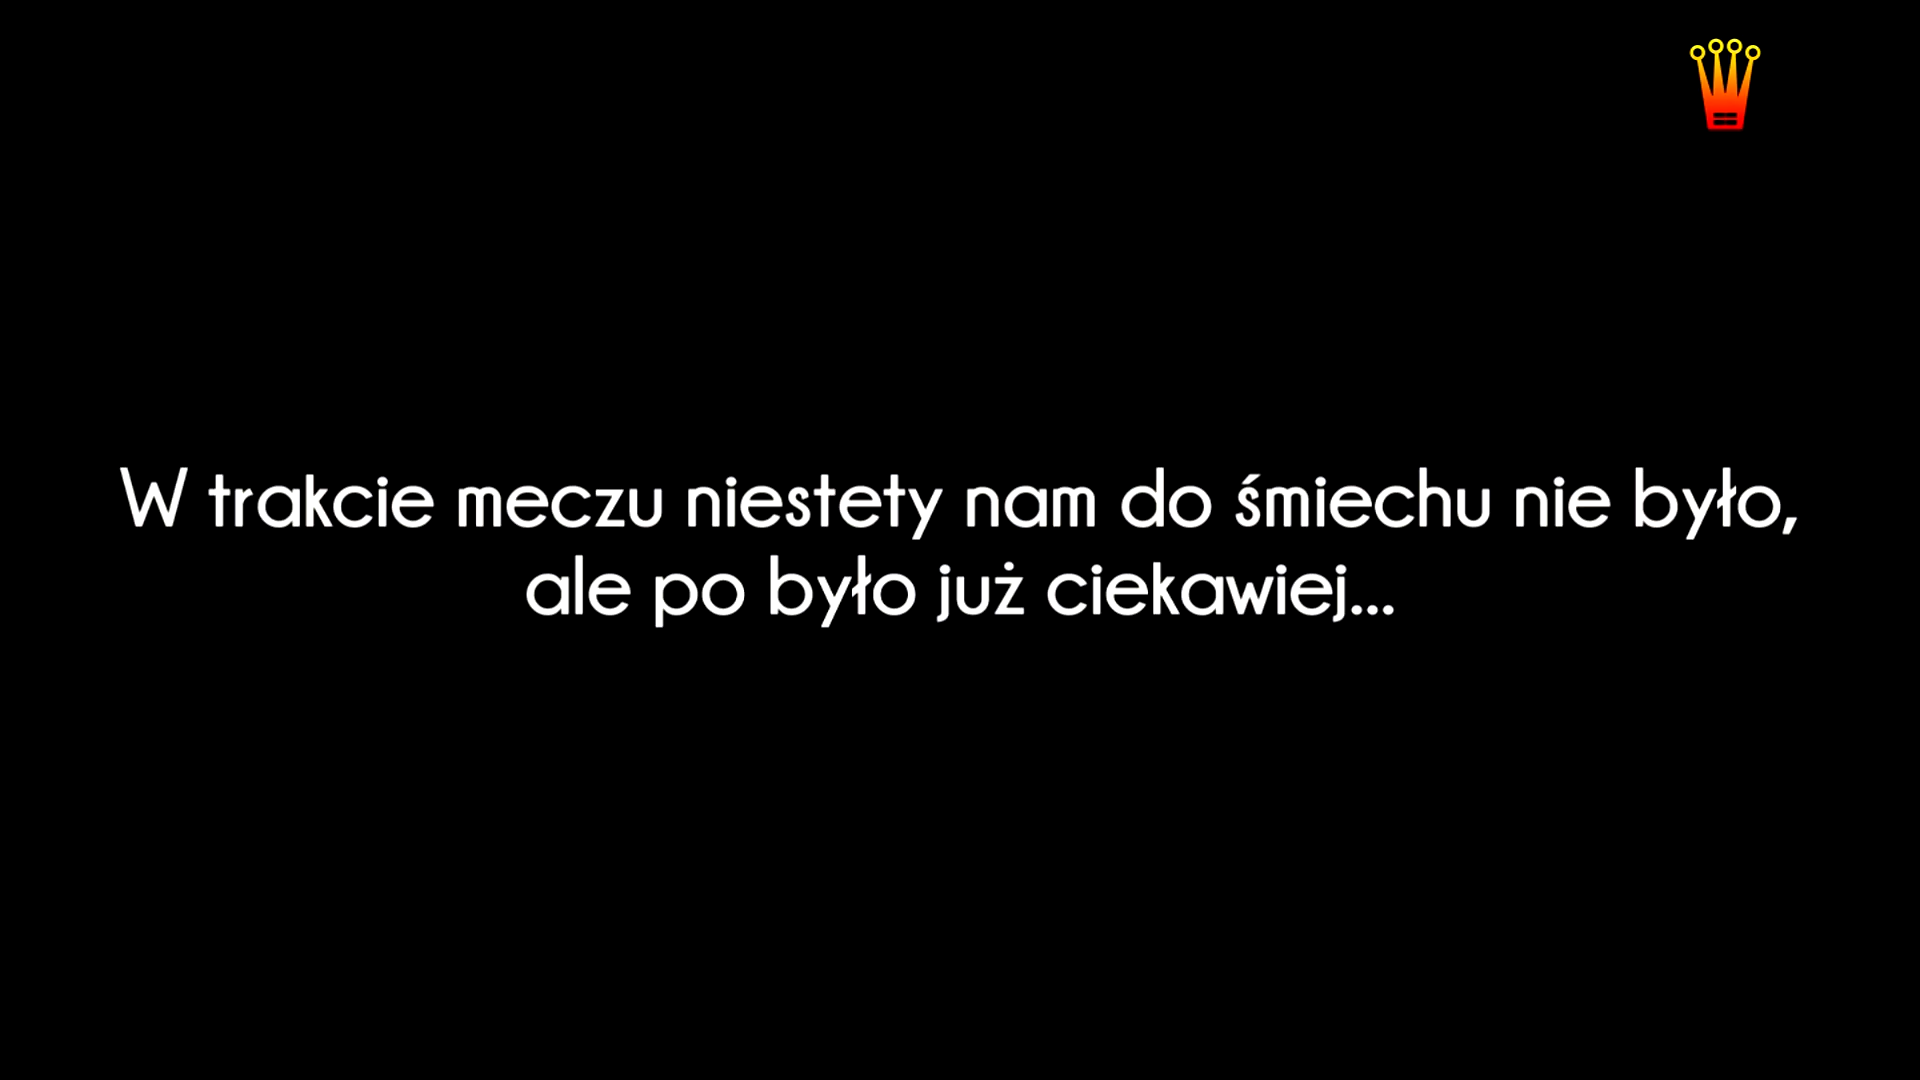 W trakcie meczu niestety nam do śmiechu nie było,
ale po było już ciekawiej...